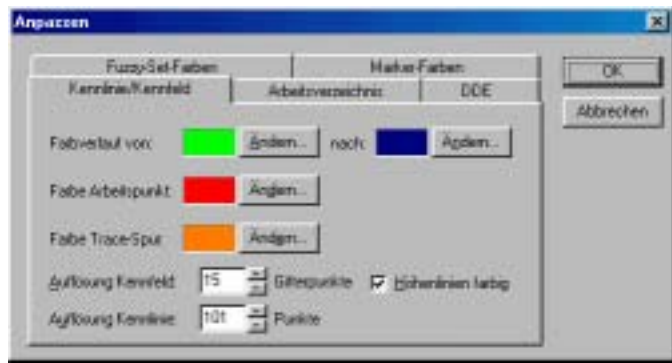 Anpassen
Fuzzy-Set-Farben Marker-Farben
Kennlinie/Kennfeld Arbeitsverzeichnis DDE
OK
Abbrechen
Farbverlauf von: Ändern... nach: Ändern...
Farbe Arbeitspunkt: Ändern...
Farbe Trace-Spur: Ändern...
Auflösung Kennfeld: 15 Gitterpunkte Höhenlinien farbig
Auflösung Kennlinie: 101 Punkte